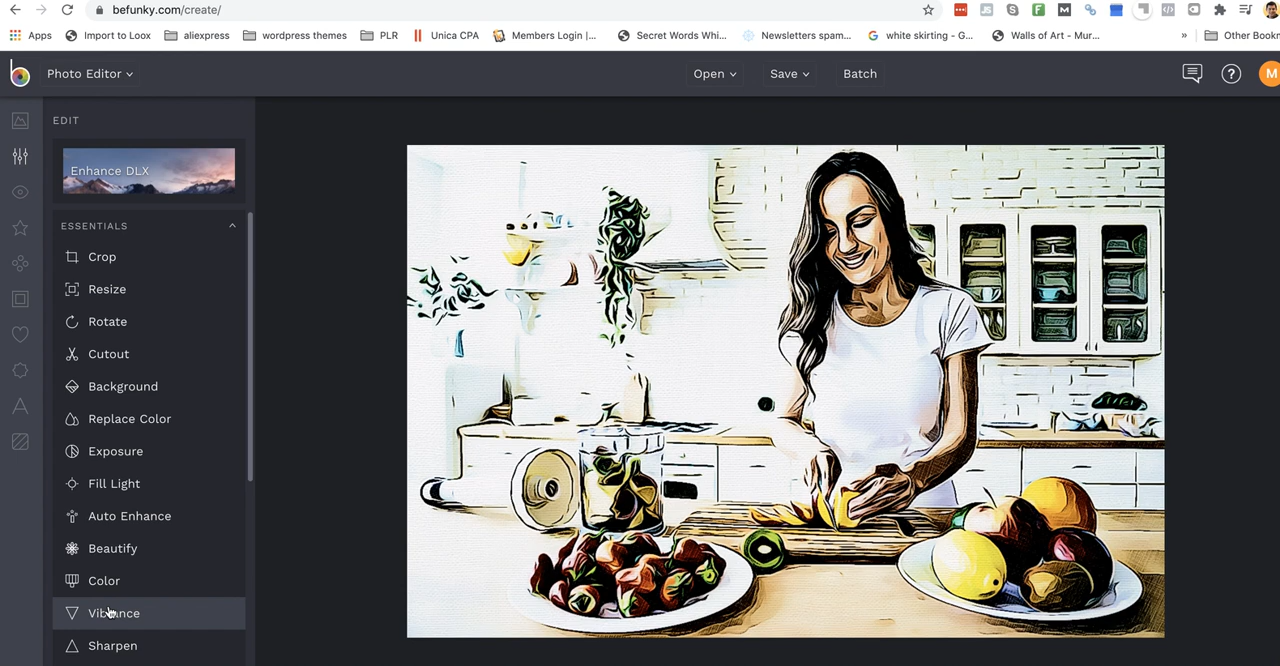 befunky.com/create/
Apps Import to Loox aliexpress wordpress themes PLR Unica CPA Members Login |... Secret Words Whi... Newsletters spam... white skirting - G... Walls of Art - Mur... » Other Bookm
Photo Editor Open Save Batch M
EDIT
Enhance DLX
ESSENTIALS
Crop
Resize
Rotate
Cutout
Background
Replace Color
Exposure
Fill Light
Auto Enhance
Beautify
Color
Vibrance
Sharpen